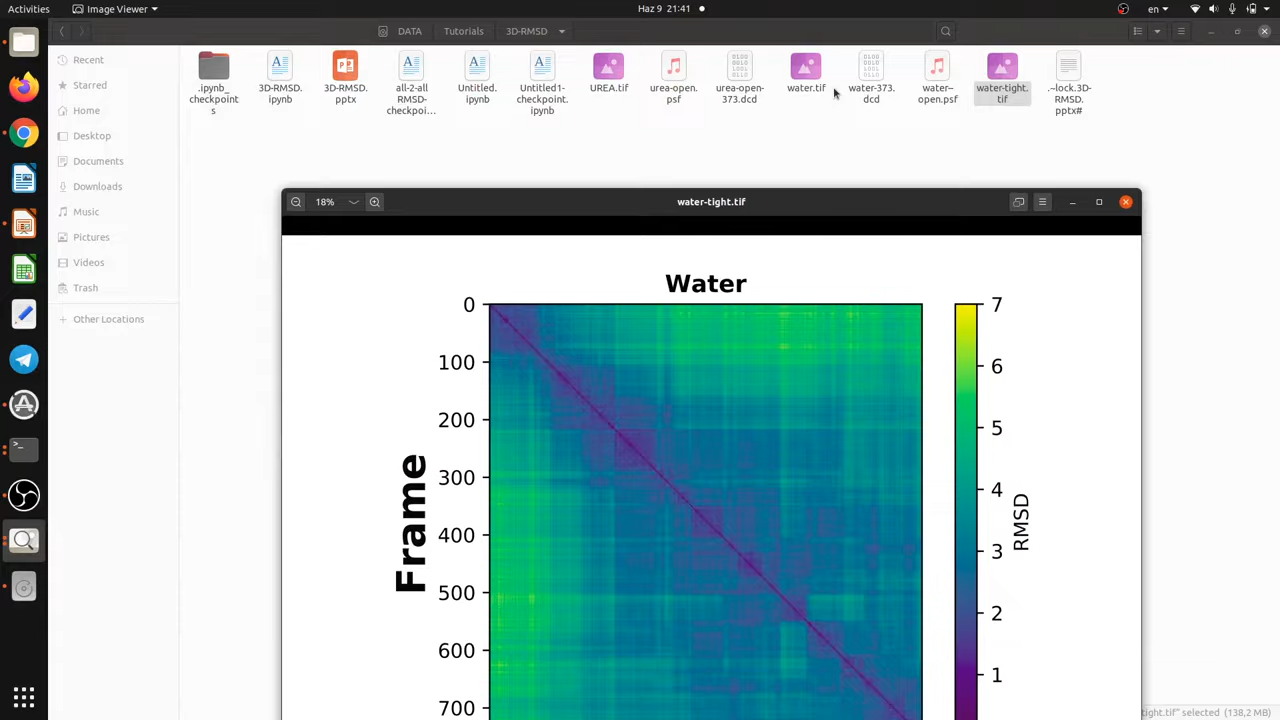 Activities
Image Viewer
Haz 9 21:41
en
DATA
Tutorials
3D-RMSD
Recent
Starred
Home
Desktop
Documents
Downloads
Music
Pictures
Videos
Trash
Other Locations
.ipynb_
checkpoint
s
3D-RMSD.
ipynb
3D-RMSD.
pptx
all-2-all
RMSD-
checkpoi...
Untitled.
ipynb
Untitled1-
checkpoint.
ipynb
UREA.tif
urea-open.
psf
urea-open-
373.dcd
water.tif
water-373.
dcd
water--
open.psf
water-tight.
tif
.~lock.3D-
RMSD.
pptx#
18%
water-tight.tif
Water
Frame
0
100
200
300
400
500
600
700
7
6
5
4
3
2
1
RMSD
tight.tif" selected (138,2 MB)